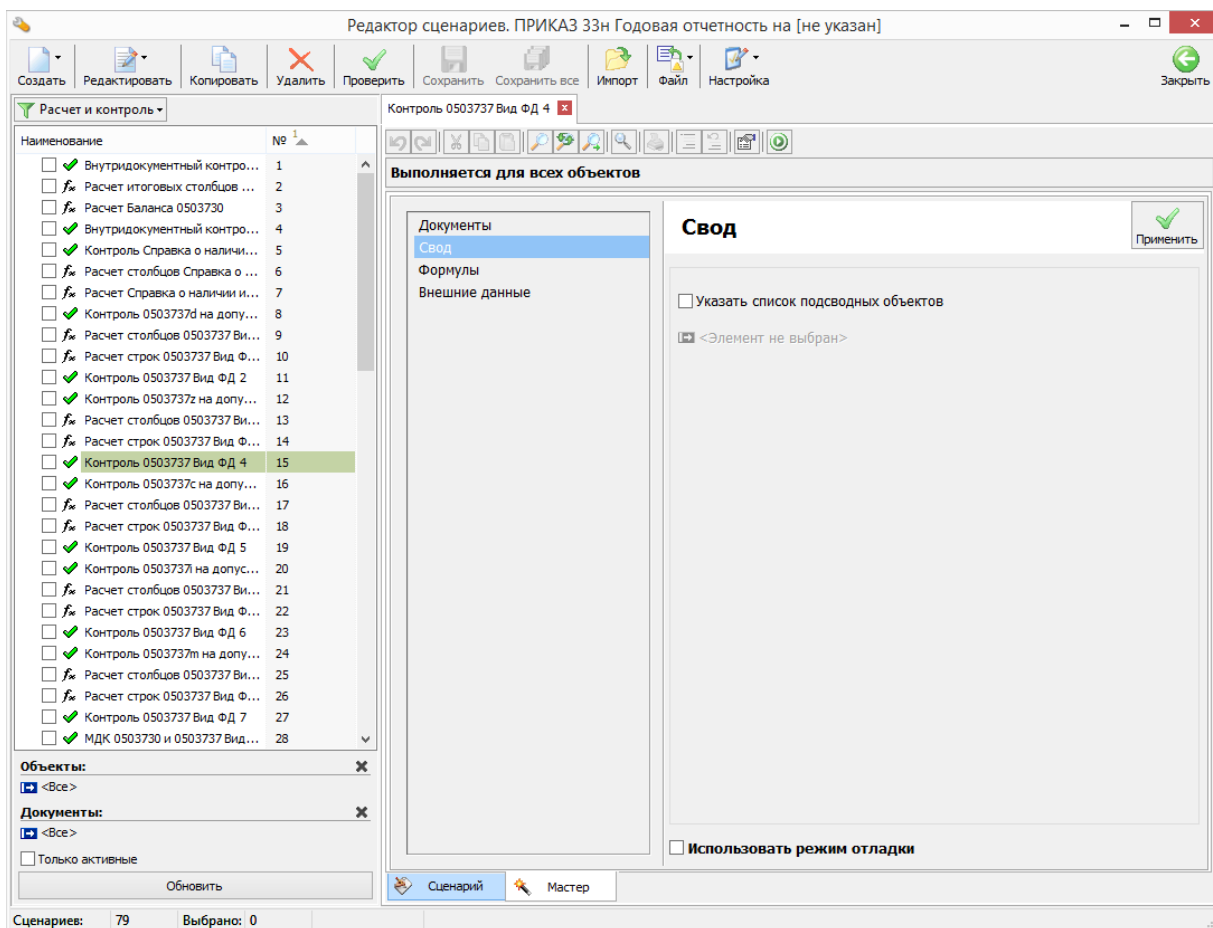 Редактор сценариев. ПРИКАЗ 33н Годовая отчетность на [не указан]
Создать Редактировать Копировать Удалить Проверить Сохранить Сохранить все Импорт Файл Настройка Закрыть
Расчет и контроль
Контроль 0503737 Вид ФД 4
Наименование № 1
Внутридокументный контро... 1
Расчет итоговых столбцов ... 2
Расчет Баланса 0503730 3
Внутридокументный контро... 4
Контроль Справка о наличи... 5
Расчет столбцов Справка о ... 6
Расчет Справка о наличии и... 7
Контроль 0503737d на допу... 8
Расчет столбцов 0503737 Ви... 9
Расчет строк 0503737 Вид Ф... 10
Контроль 0503737 Вид ФД 2 11
Контроль 0503737z на допу... 12
Расчет столбцов 0503737 Ви... 13
Расчет строк 0503737 Вид Ф... 14
Контроль 0503737 Вид ФД 4 15
Контроль 0503737c на допу... 16
Расчет столбцов 0503737 Ви... 17
Расчет строк 0503737 Вид Ф... 18
Контроль 0503737 Вид ФД 5 19
Контроль 0503737i на допус... 20
Расчет столбцов 0503737 Ви... 21
Расчет строк 0503737 Вид Ф... 22
Контроль 0503737 Вид ФД 6 23
Контроль 0503737m на допу... 24
Расчет столбцов 0503737 Ви... 25
Расчет строк 0503737 Вид Ф... 26
Контроль 0503737 Вид ФД 7 27
МДК 0503730 и 0503737 Вид... 28
Объекты:
<Все>
Документы:
<Все>
Только активные
Обновить
Выполняется для всех объектов
Документы
Свод
Формулы
Внешние данные
Свод
Применить
Указать список подсводных объектов
<Элемент не выбран>
Использовать режим отладки
Сценарий Мастер
Сценариев: 79 Выбрано: 0